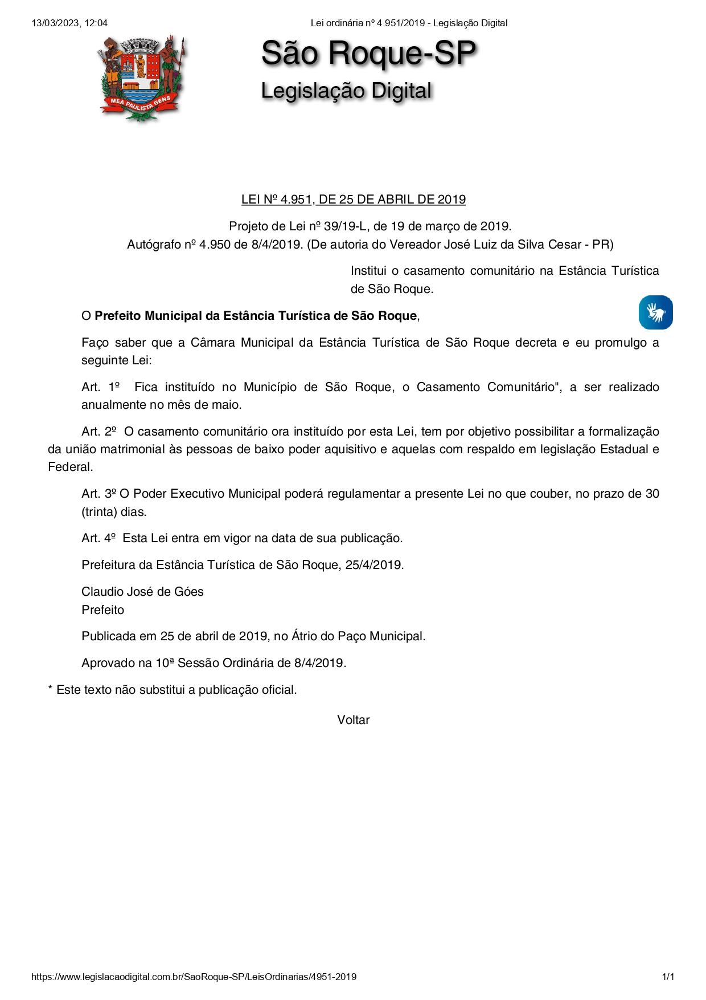 13/03/2023, 12:04
Lei ordinária nº 4.951/2019 - Legislação Digital
MEA PAULISTA GENS
São Roque-SP
Legislação Digital
LEI Nº 4.951, DE 25 DE ABRIL DE 2019
Projeto de Lei nº 39/19-L, de 19 de março de 2019.
Autógrafo nº 4.950 de 8/4/2019. (De autoria do Vereador José Luiz da Silva Cesar - PR)
Institui o casamento comunitário na Estância Turística
de São Roque.
O Prefeito Municipal da Estância Turística de São Roque,
Faço saber que a Câmara Municipal da Estância Turística de São Roque decreta e eu promulgo a
seguinte Lei:
Art. 1º Fica instituído no Município de São Roque, o Casamento Comunitário", a ser realizado
anualmente no mês de maio.
Art. 2º O casamento comunitário ora instituído por esta Lei, tem por objetivo possibilitar a formalização
da união matrimonial às pessoas de baixo poder aquisitivo e aquelas com respaldo em legislação Estadual e
Federal.
Art. 3º O Poder Executivo Municipal poderá regulamentar a presente Lei no que couber, no prazo de 30
(trinta) dias.
Art. 4º Esta Lei entra em vigor na data de sua publicação.
Prefeitura da Estância Turística de São Roque, 25/4/2019.
Claudio José de Góes
Prefeito
Publicada em 25 de abril de 2019, no Átrio do Paço Municipal.
Aprovado na 10ª Sessão Ordinária de 8/4/2019.
* Este texto não substitui a publicação oficial.
Voltar
https://www.legislacaodigital.com.br/SaoRoque-SP/LeisOrdinarias/4951-2019
1/1